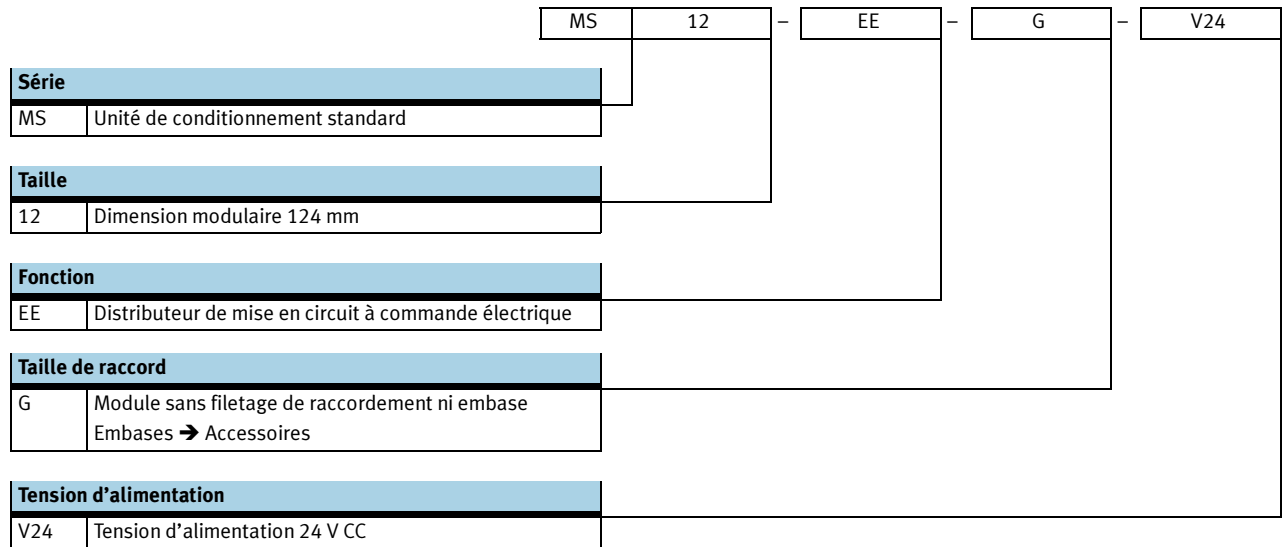 MS 12 – EE – G – V24
Série
MS Unité de conditionnement standard
Taille
12 Dimension modulaire 124 mm
Fonction
EE Distributeur de mise en circuit à commande électrique
Taille de raccord
G Module sans filetage de raccordement ni embase
Embases ➔ Accessoires
Tension d’alimentation
V24 Tension d’alimentation 24 V CC